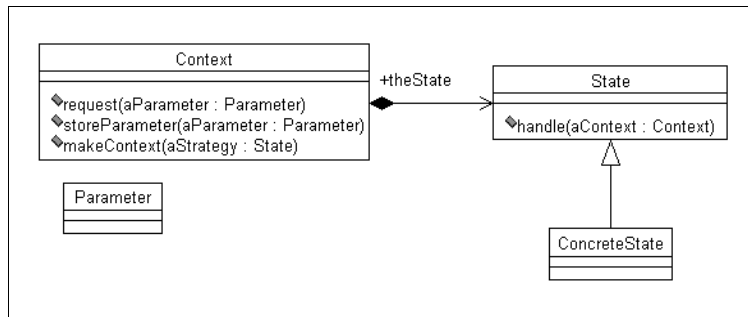 Context
request(aParameter : Parameter)
storeParameter(aParameter : Parameter)
makeContext(aStrategy : State)
+theState
State
handle(aContext : Context)
Parameter
ConcreteState